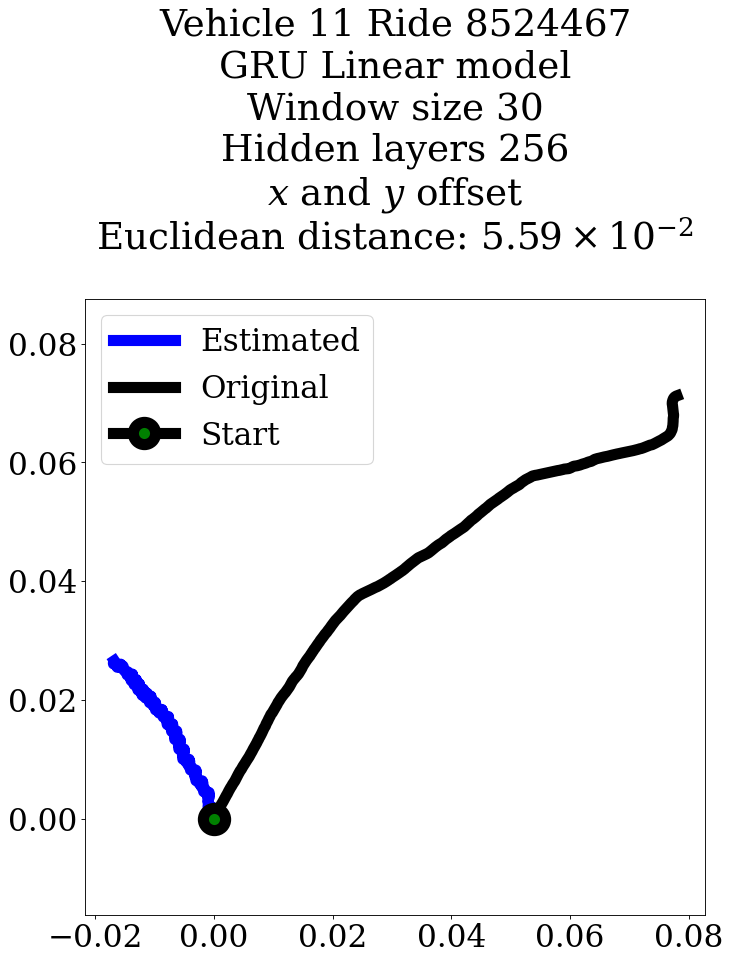 Vehicle 11 Ride 8524467
GRU Linear model
Window size 30
Hidden layers 256
x and y offset
Euclidean distance: 5.59 × 10⁻²
Estimated
Original
Start
0.08
0.06
0.04
0.02
0.00
−0.02 0.00 0.02 0.04 0.06 0.08